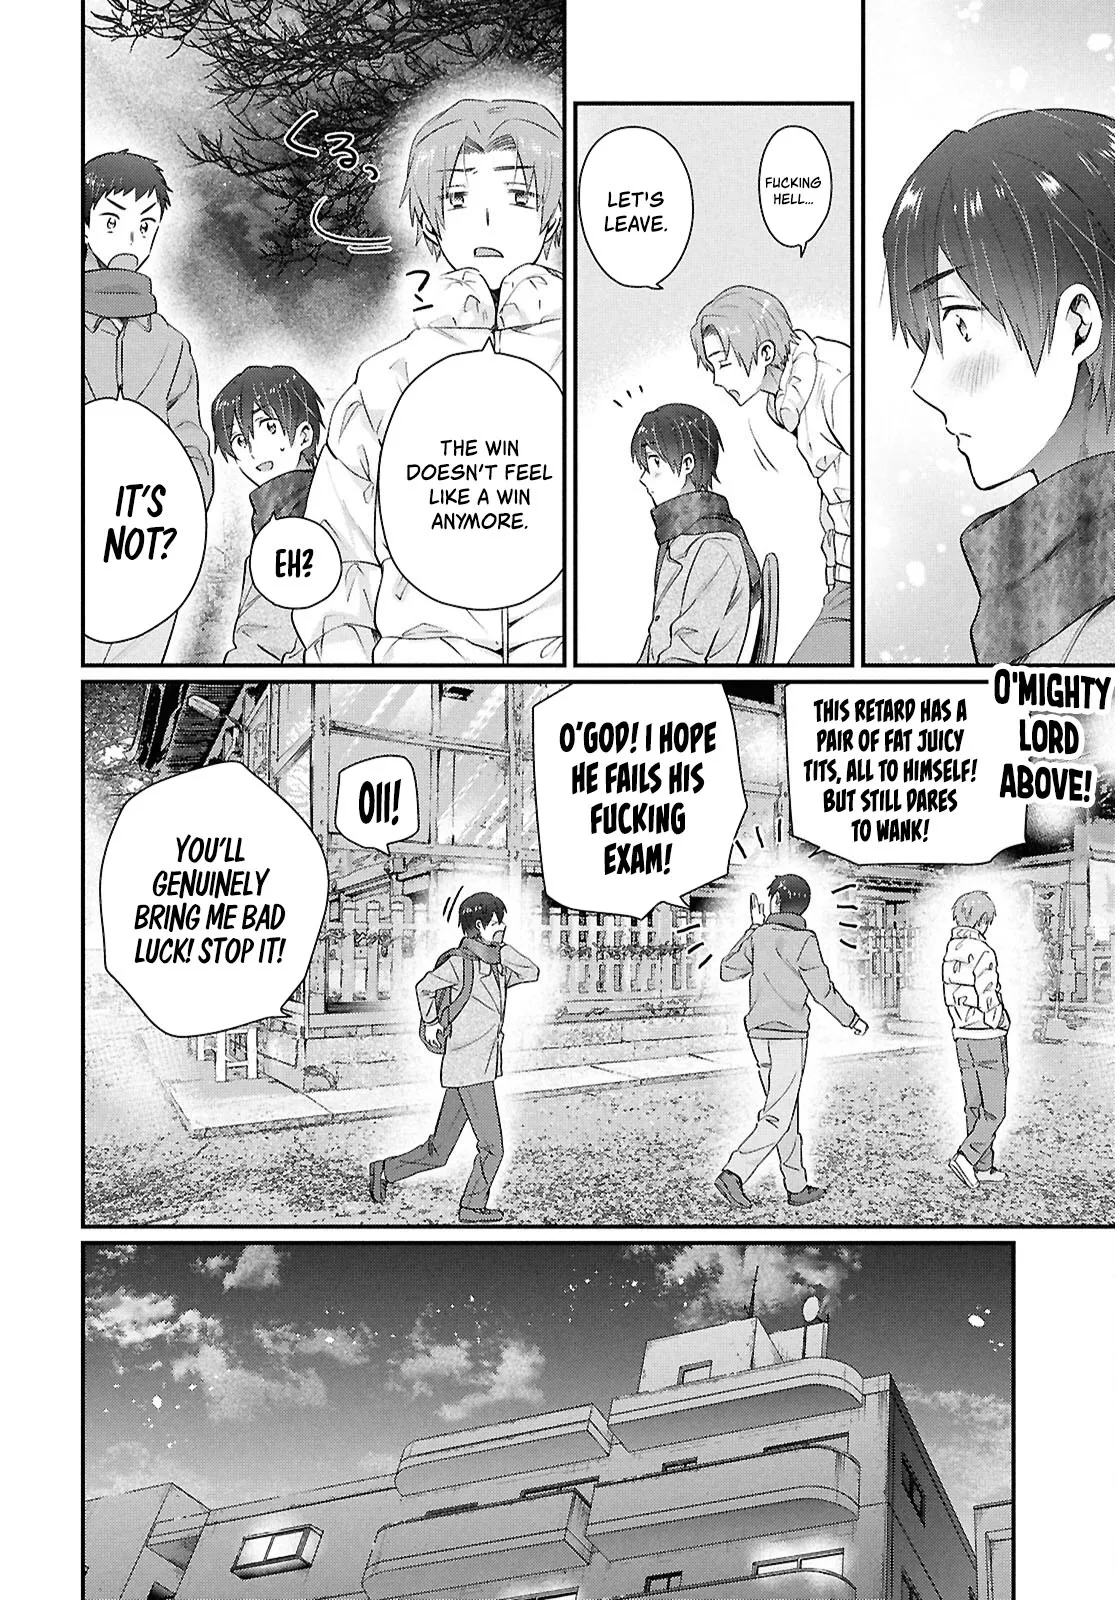 FUCKING
HELL...
LET'S
LEAVE.
くるっ
?
THE WIN
DOESN'T FEEL
LIKE A WIN
ANYMORE.
EH?
IT'S
NOT?
O'MIGHTY
LORD
ABOVE!
THIS RETARD HAS A
PAIR OF FAT JUICY
TITS, ALL TO HIMSELF!
BUT STILL DARES
TO WANK!
O'GOD! I HOPE
HE FAILS HIS
FUCKING
EXAM!
OII!
YOU'LL
GENUINELY
BRING ME BAD
LUCK! STOP IT!